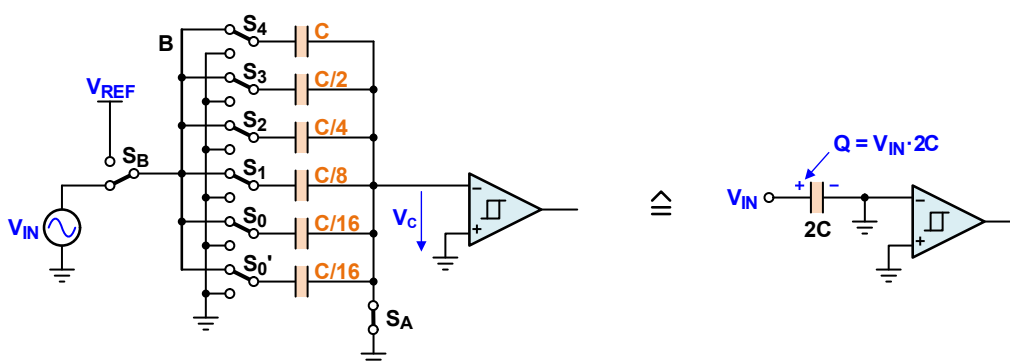 S4 C
B
S3 C/2
VREF
S2 C/4
SB
S1 C/8
VIN
S0 C/16
S0' C/16
VC
− +
SA
≙
Q = VIN·2C
VIN + −
2C
− +